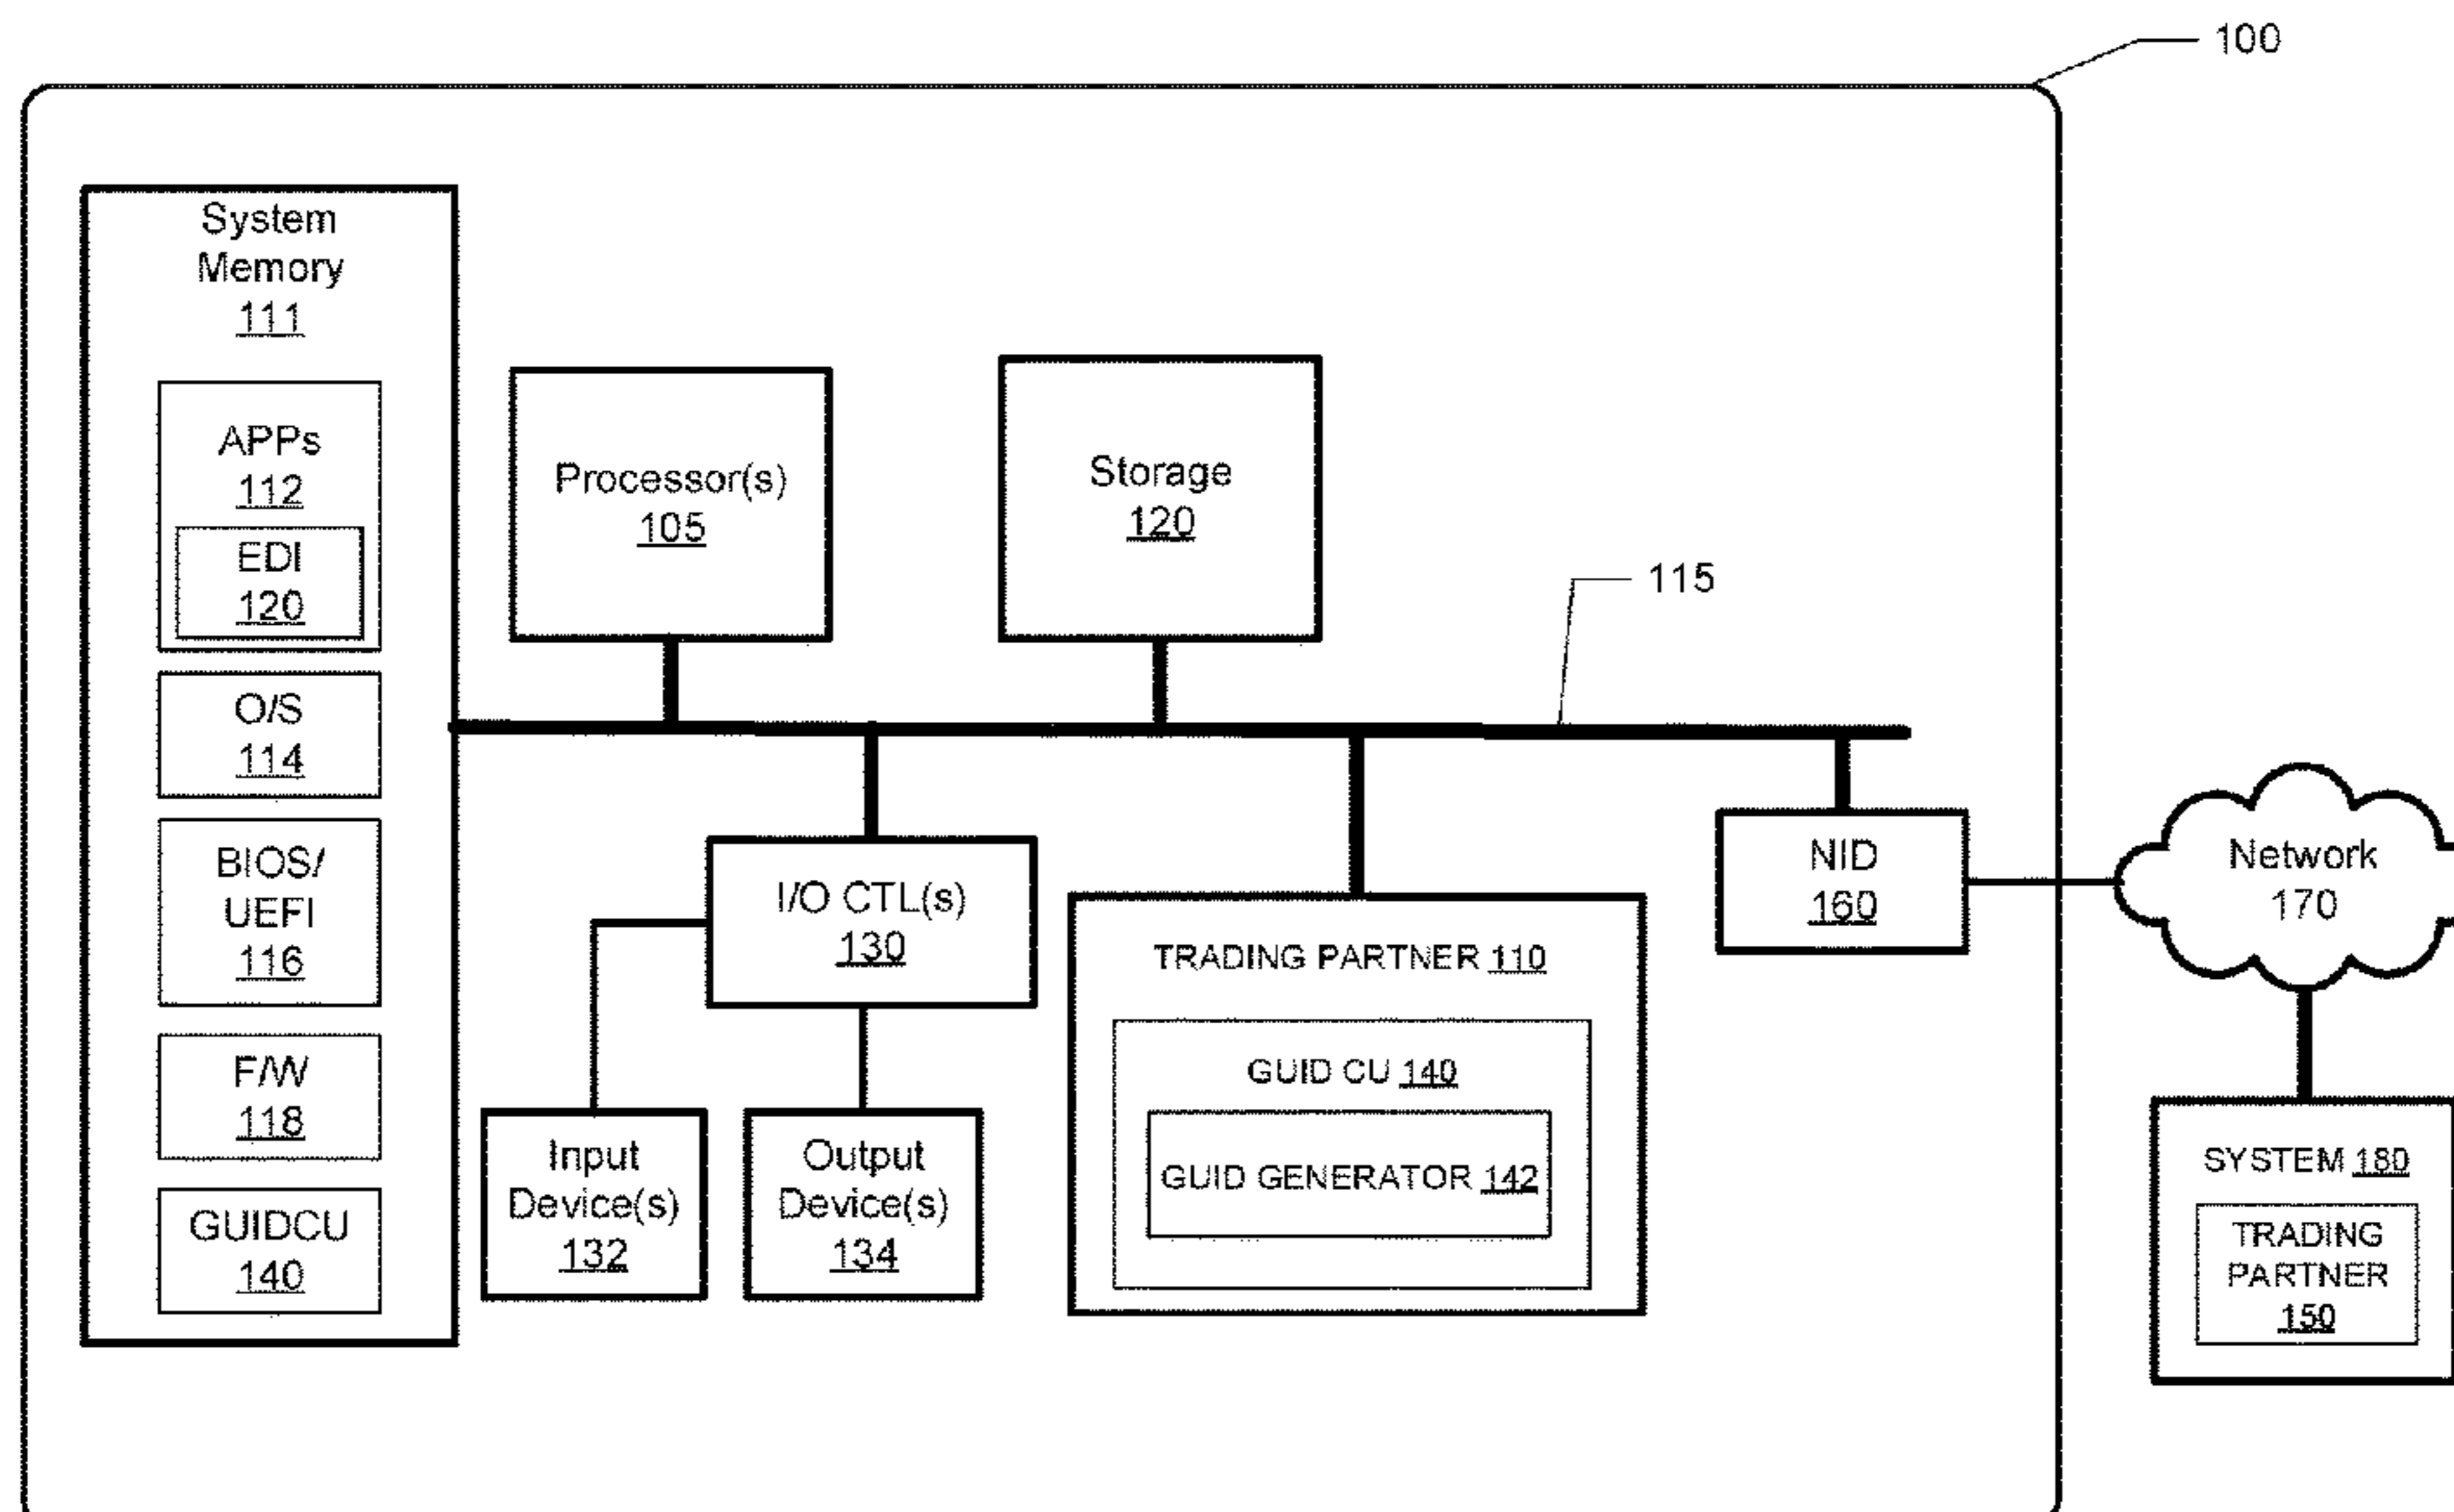 100
System
Memory
111
APPs
112
EDI
120
O/S
114
BIOS/
UEFI
116
F/W
118
GUIDCU
140
Processor(s)
105
Storage
120
115
I/O CTL(s)
130
Input
Device(s)
132
Output
Device(s)
134
TRADING PARTNER 110
GUID CU 140
GUID GENERATOR 142
NID
160
Network
170
SYSTEM 180
TRADING
PARTNER
150